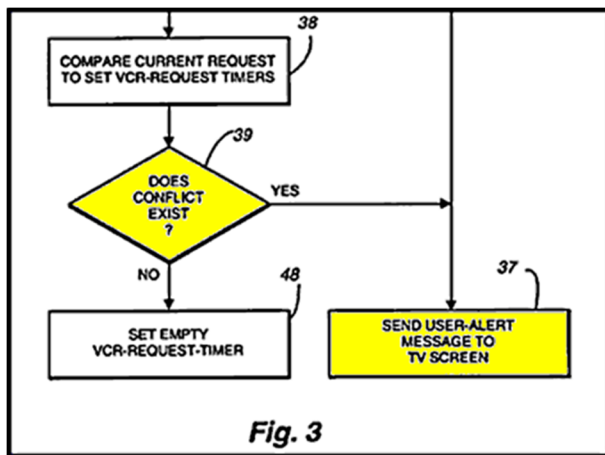 38
COMPARE CURRENT REQUEST
TO SET VCR-REQUEST TIMERS
39
DOES
CONFLICT
EXIST
?
YES
NO
48
SET EMPTY
VCR-REQUEST-TIMER
37
SEND USER-ALERT
MESSAGE TO
TV SCREEN
Fig. 3